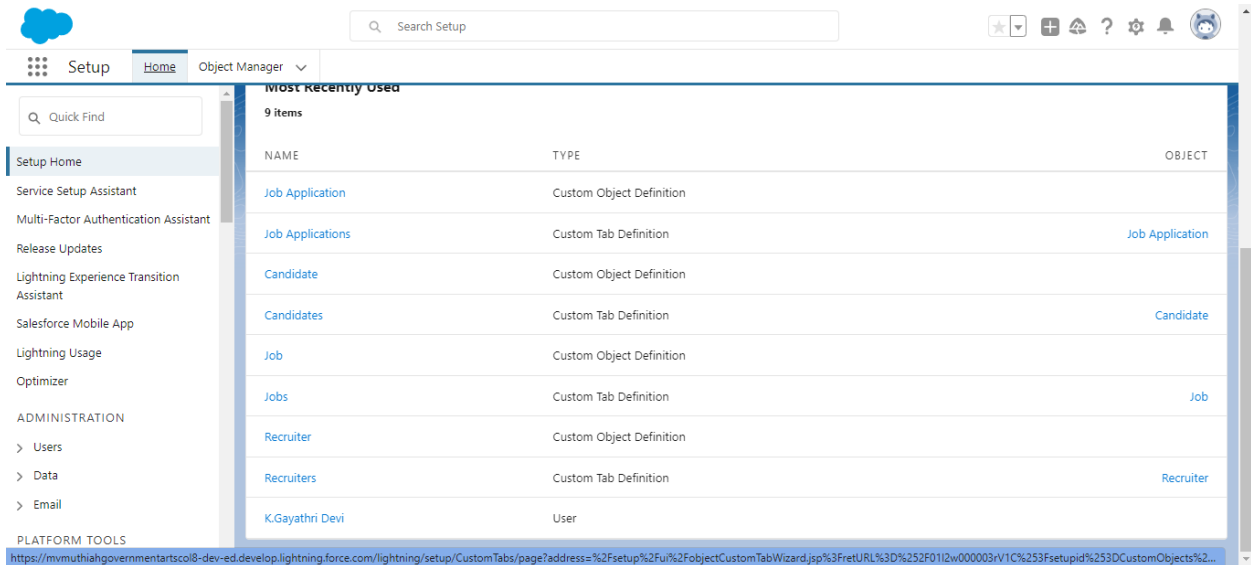 Search Setup
Setup
Home
Object Manager
Most Recently Used
9 items
Quick Find
Setup Home
Service Setup Assistant
Multi-Factor Authentication Assistant
Release Updates
Lightning Experience Transition
Assistant
Salesforce Mobile App
Lightning Usage
Optimizer
ADMINISTRATION
Users
Data
Email
PLATFORM TOOLS
NAME TYPE OBJECT
Job Application Custom Object Definition
Job Applications Custom Tab Definition Job Application
Candidate Custom Object Definition
Candidates Custom Tab Definition Candidate
Job Custom Object Definition
Jobs Custom Tab Definition Job
Recruiter Custom Object Definition
Recruiters Custom Tab Definition Recruiter
K.Gayathri Devi User
https://mvmuthiahgovernmentartscol8-dev-ed.develop.lightning.force.com/lightning/setup/CustomTabs/page?address=%2Fsetup%2Fui%2FobjectCustomTabWizard.jsp%3FretURL%3D%252F01I2w000003rV1C%253Fsetupid%253DCustomObjects%2...